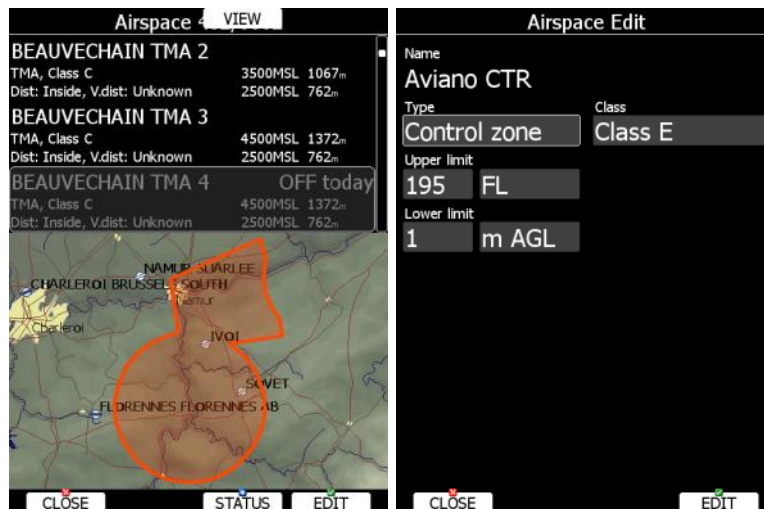 Airspace 4
VIEW
BEAUVECHAIN TMA 2
TMA, Class C 3500MSL 1067m
Dist: Inside, V.dist: Unknown 2500MSL 762m
BEAUVECHAIN TMA 3
TMA, Class C 4500MSL 1372m
Dist: Inside, V.dist: Unknown 2500MSL 762m
BEAUVECHAIN TMA 4 OFF today
TMA, Class C 4500MSL 1372m
Dist: Inside, V.dist: Unknown 2500MSL 762m
NAMUR SUARLEE
CHARLEROI BRUSSELS SOUTH
Namur
Charleroi
IVOI
SOVET
FLORENNES FLORENNES AB
CLOSE STATUS EDIT
Airspace Edit
Name
Aviano CTR
Type Class
Control zone Class E
Upper limit
195 FL
Lower limit
1 m AGL
CLOSE EDIT